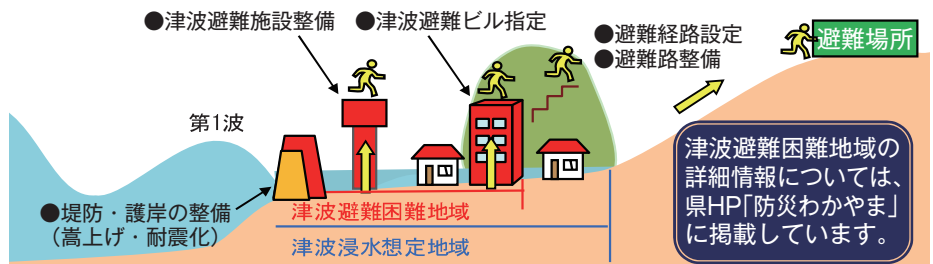 ●津波避難施設整備
●津波避難ビル指定
●避難経路設定
●避難路整備
避難場所
第1波
●堤防・護岸の整備
(嵩上げ・耐震化)
津波避難困難地域
津波浸水想定地域
津波避難困難地域の
詳細情報については、
県HP「防災わかやま」
に掲載しています。